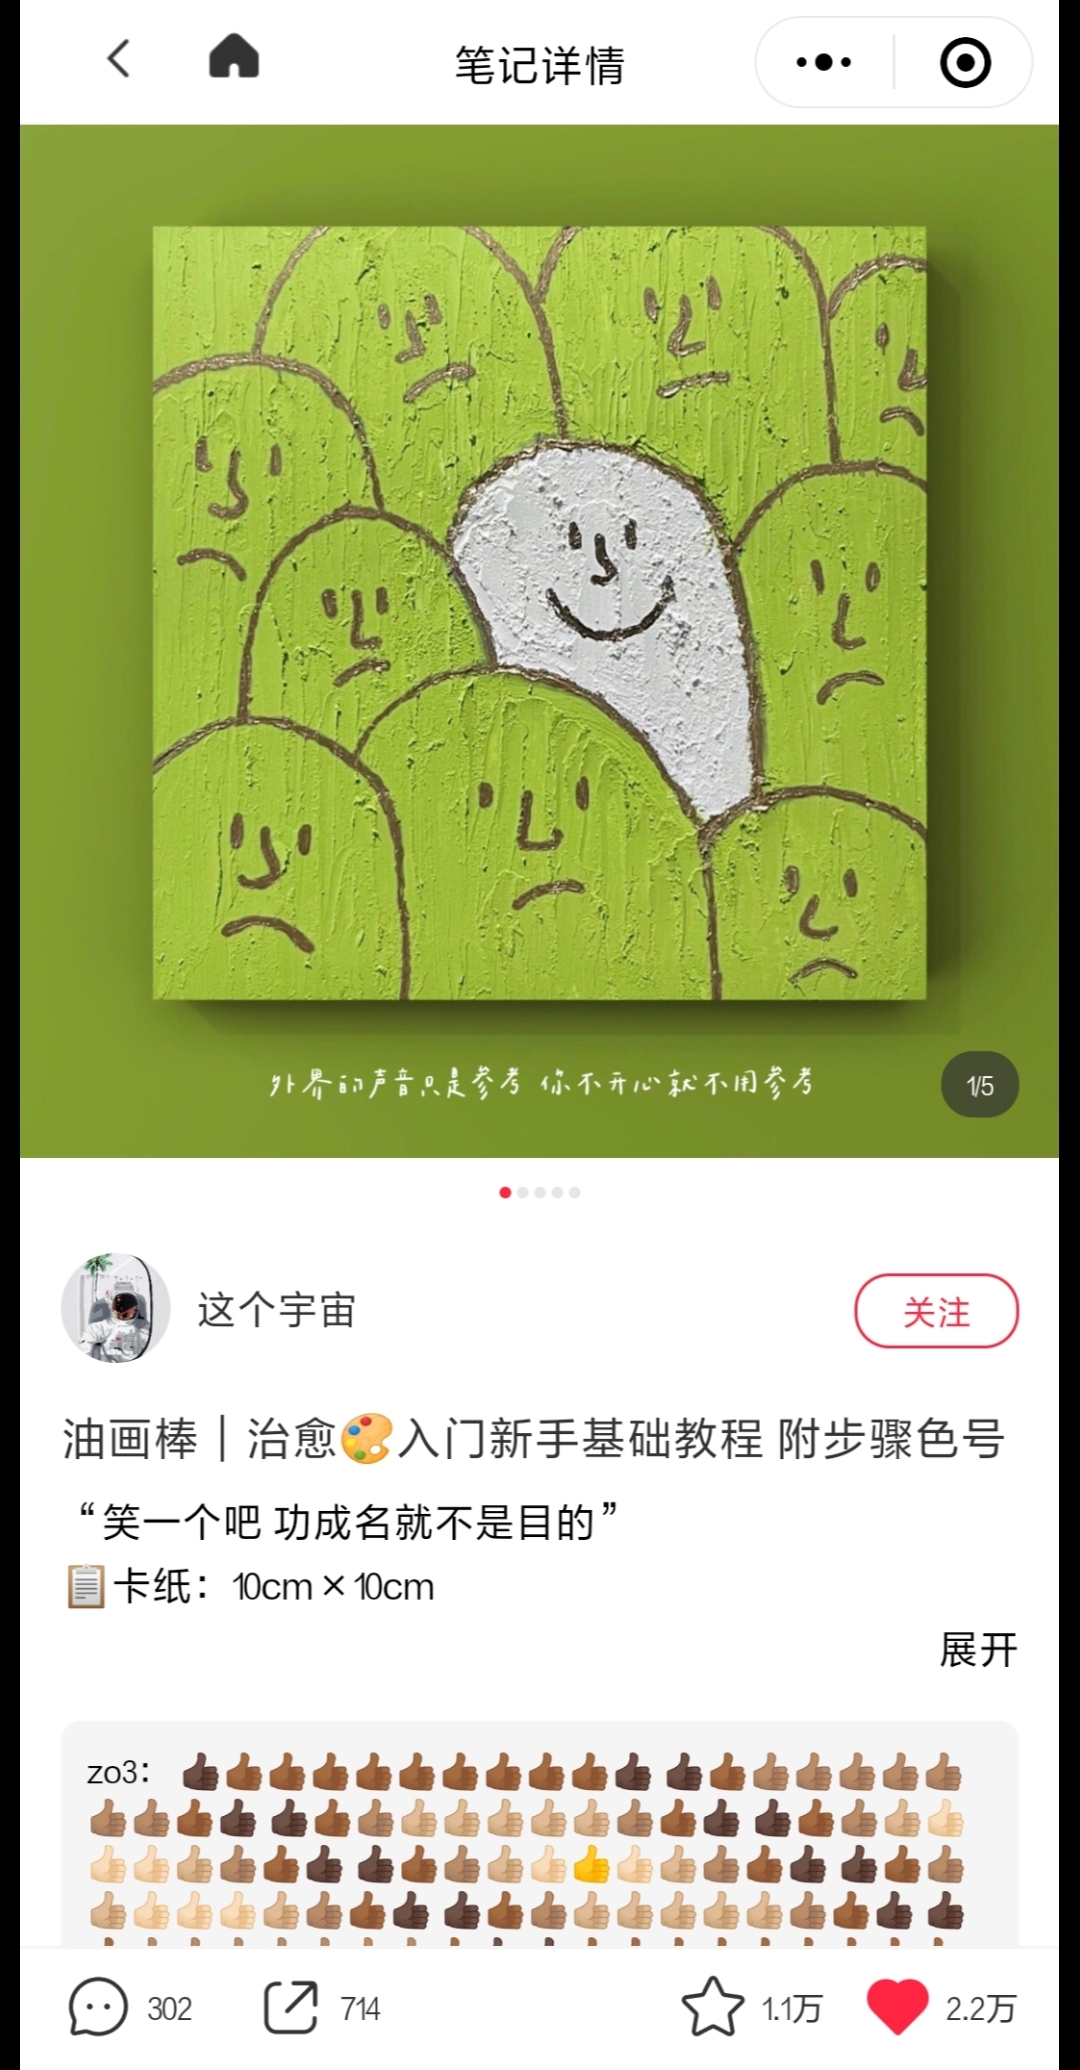 笔记详情
外界的声音只是参考 你不开心就不用参考
1/5
这个宇宙
关注
油画棒｜治愈🎨入门新手基础教程 附步骤色号
“笑一个吧 功成名就不是目的”
📋卡纸：10cm×10cm
展开
zo3：
302
714
1.1万
2.2万